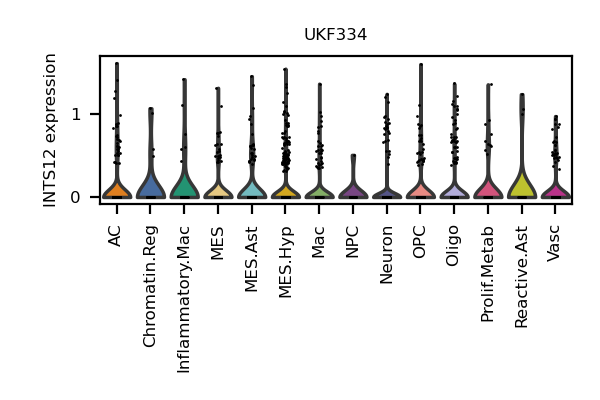 UKF334
INTS12 expression
1
0
AC
Chromatin.Reg
Inflammatory.Mac
MES
MES.Ast
MES.Hyp
Mac
NPC
Neuron
OPC
Oligo
Prolif.Metab
Reactive.Ast
Vasc